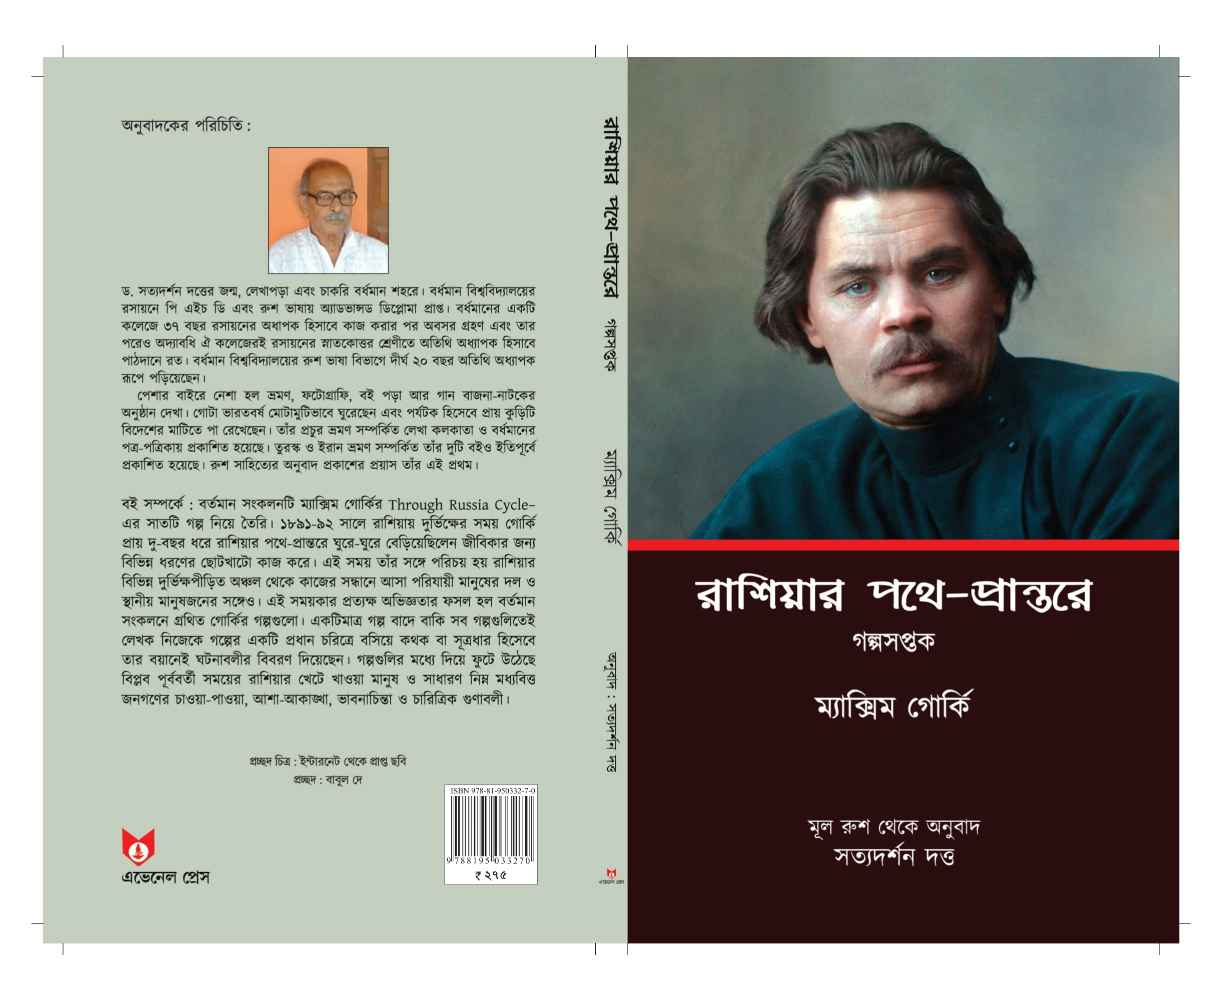 অনুবাদকের পরিচিতি :
ড. সত্যদর্শন দত্তের জন্ম, লেখাপড়া এবং চাকরি বর্ধমান শহরে। বর্ধমান বিশ্ববিদ্যালয়ের
রসায়নে পি এইচ ডি এবং রুশ ভাষায় অ্যাডভান্সড ডিপ্লোমা প্রাপ্ত। বর্ধমানের একটি
কলেজে ৩৭ বছর রসায়নের অধাপক হিসাবে কাজ করার পর অবসর গ্রহণ এবং তার
পরেও অদ্যাবধি ঐ কলেজেরই রসায়নের স্নাতকোত্তর শ্রেণীতে অতিথি অধ্যাপক হিসাবে
পাঠদানে রত। বর্ধমান বিশ্ববিদ্যালয়ের রুশ ভাষা বিভাগে দীর্ঘ ২০ বছর অতিথি অধ্যাপক
রূপে পড়িয়েছেন।
পেশার বাইরে নেশা হল ভ্রমণ, ফটোগ্রাফি, বই পড়া আর গান বাজনা-নাটকের
অনুষ্ঠান দেখা। গোটা ভারতবর্ষ মোটামুটিভাবে ঘুরেছেন এবং পর্যটক হিসেবে প্রায় কুড়িটি
বিদেশের মাটিতে পা রেখেছেন। তাঁর প্রচুর ভ্রমণ সম্পর্কিত লেখা কলকাতা ও বর্ধমানের
পত্র-পত্রিকায় প্রকাশিত হয়েছে। তুরস্ক ও ইরান ভ্রমণ সম্পর্কিত তাঁর দুটি বইও ইতিপূর্বে
প্রকাশিত হয়েছে। রুশ সাহিত্যের অনুবাদ প্রকাশের প্রয়াস তাঁর এই প্রথম।
বই সম্পর্কে : বর্তমান সংকলনটি ম্যাক্সিম গোর্কির Through Russia Cycle–
এর সাতটি গল্প নিয়ে তৈরি। ১৮৯১-৯২ সালে রাশিয়ায় দুর্ভিক্ষের সময় গোর্কি
প্রায় দু-বছর ধরে রাশিয়ার পথে-প্রান্তরে ঘুরে-ঘুরে বেড়িয়েছিলেন জীবিকার জন্য
বিভিন্ন ধরণের ছোটখাটো কাজ করে। এই সময় তাঁর সঙ্গে পরিচয় হয় রাশিয়ার
বিভিন্ন দুর্ভিক্ষপীড়িত অঞ্চল থেকে কাজের সন্ধানে আসা পরিযায়ী মানুষের দল ও
স্থানীয় মানুষজনের সঙ্গেও। এই সময়কার প্রত্যক্ষ অভিজ্ঞতার ফসল হল বর্তমান
সংকলনে গ্রথিত গোর্কির গল্পগুলো। একটিমাত্র গল্প বাদে বাকি সব গল্পগুলিতেই
লেখক নিজেকে গল্পের একটি প্রধান চরিত্রে বসিয়ে কথক বা সূত্রধার হিসেবে
তার বয়ানেই ঘটনাবলীর বিবরণ দিয়েছেন। গল্পগুলির মধ্যে দিয়ে ফুটে উঠেছে
বিপ্লব পূর্ববর্তী সময়ের রাশিয়ার খেটে খাওয়া মানুষ ও সাধারণ নিম্ন মধ্যবিত্ত
জনগণের চাওয়া-পাওয়া, আশা-আকাঙ্খা, ভাবনাচিন্তা ও চারিত্রিক গুণাবলী।
প্রচ্ছদ চিত্র : ইন্টারনেট থেকে প্রাপ্ত ছবি
প্রচ্ছদ : বাবুল দে
ISBN 978-81-950332-7-0
9 788195 033270
₹ ২৭৫
এভেনেল প্রেস
রাশিয়ার পথে–প্রান্তরে
গল্পসপ্তক
ম্যাক্সিম গোর্কি
অনুবাদ : সত্যদর্শন দত্ত
এভেনেল প্রেস
রাশিয়ার পথে–প্রান্তরে
গল্পসপ্তক
ম্যাক্সিম গোর্কি
মূল রুশ থেকে অনুবাদ
সত্যদর্শন দত্ত